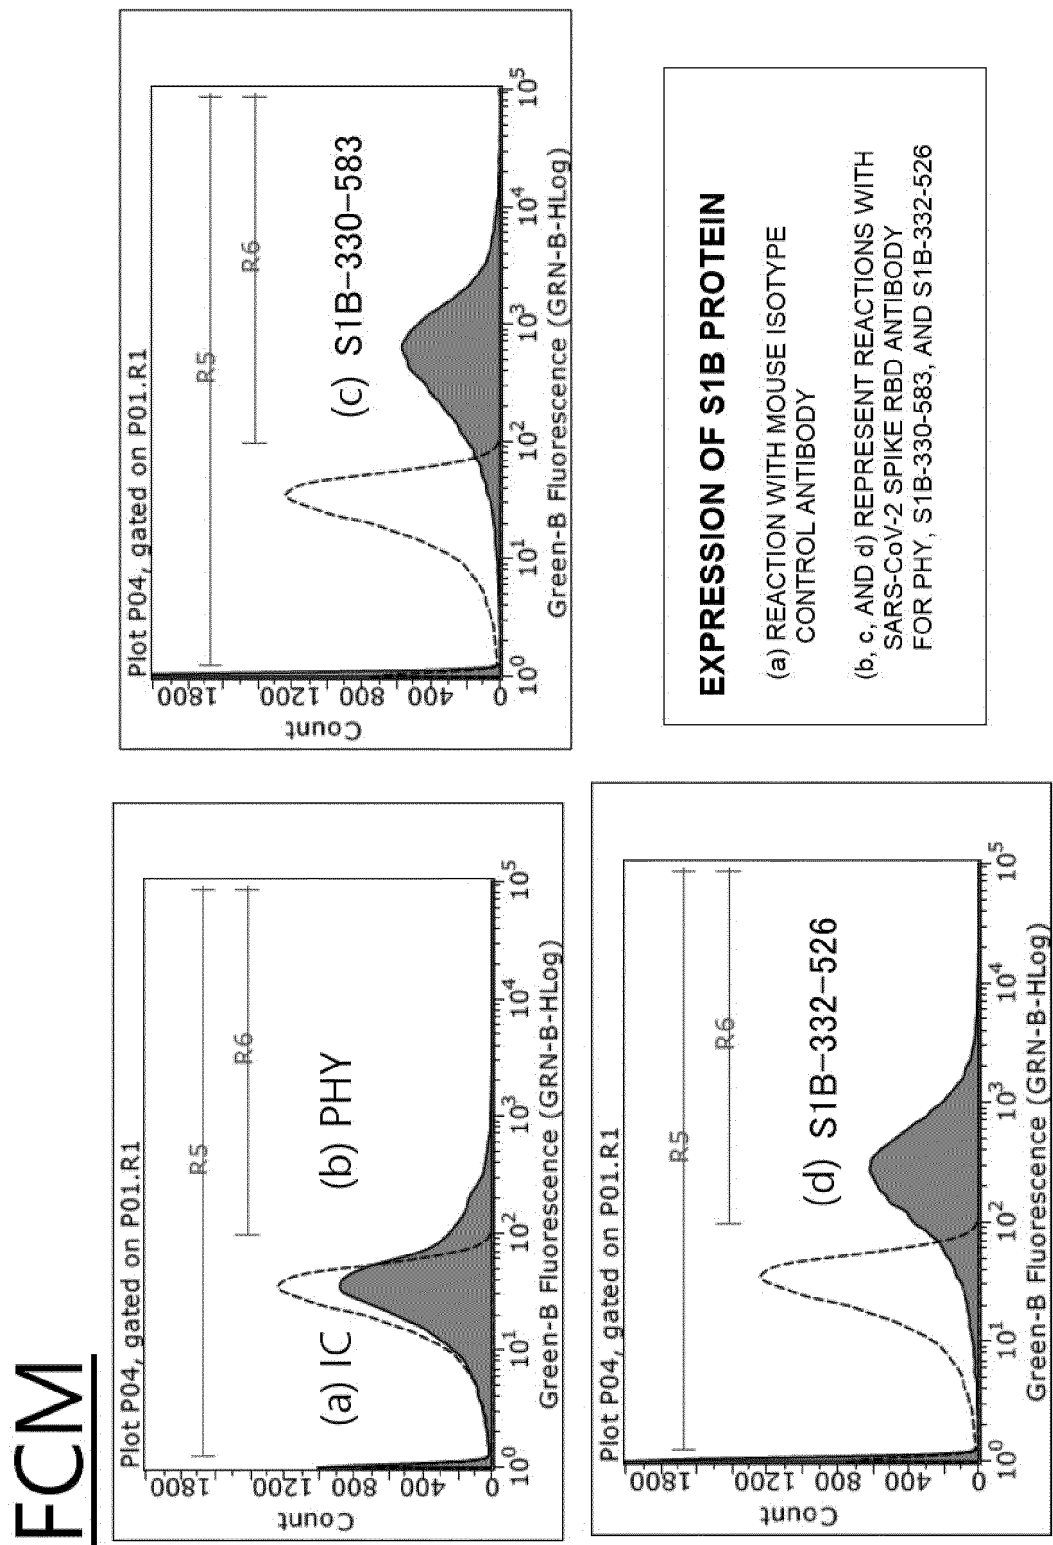 FCM
Plot P04, gated on P01.R1
Count
1800
1200
800
400
0
R5
R6
(a) IC
(b) PHY
10^0 10^1 10^2 10^3 10^4 10^5
Green-B Fluorescence (GRN-B-HLog)
Plot P04, gated on P01.R1
Count
1800
1200
800
400
0
R5
R6
(c) S1B-330-583
10^0 10^1 10^2 10^3 10^4 10^5
Green-B Fluorescence (GRN-B-HLog)
Plot P04, gated on P01.R1
Count
1800
1200
800
400
0
R5
R6
(d) S1B-332-526
10^0 10^1 10^2 10^3 10^4 10^5
Green-B Fluorescence (GRN-B-HLog)
EXPRESSION OF S1B PROTEIN
(a) REACTION WITH MOUSE ISOTYPE
CONTROL ANTIBODY
(b, c, AND d) REPRESENT REACTIONS WITH
SARS-CoV-2 SPIKE RBD ANTIBODY
FOR PHY, S1B-330-583, AND S1B-332-526